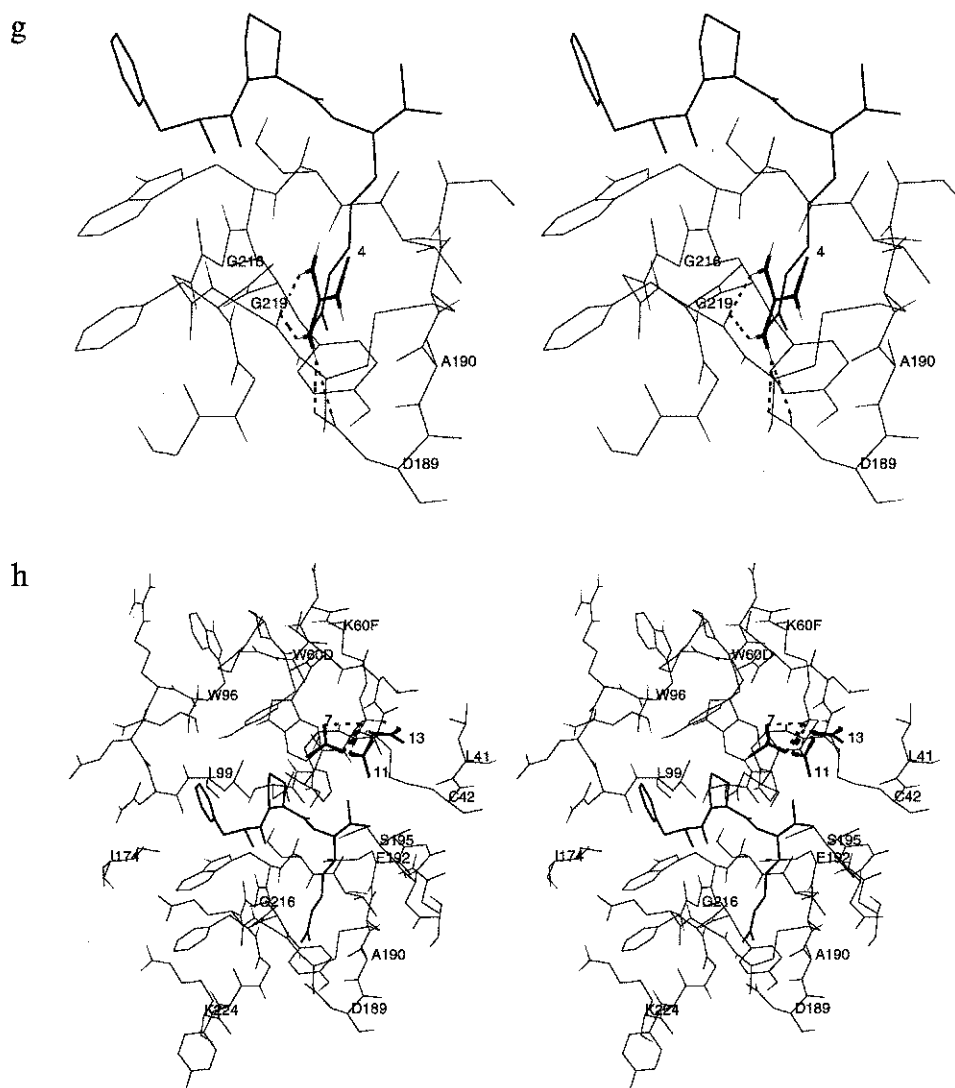 g
4 4
G216 G216
G219 G219
A190 A190
D189 D189
h
K60F K60F
W60D W60D
W96 W96
7 13 7 13
L41 L41
11 11
L99 L99
C42 C42
S195 S195
I174 E192 I174 E192
G216 G216
A190 A190
K224 D189 K224 D189